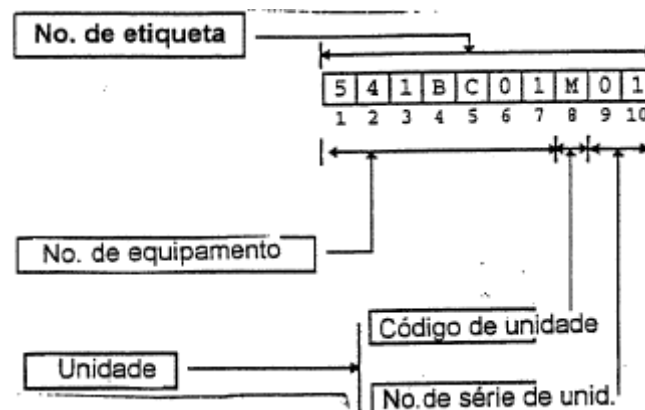 No. de etiqueta
5 4 1 B C 0 1 M 0 1
1 2 3 4 5 6 7 8 9 10
No. de equipamento
Código de unidade
Unidade
No.de série de unid.